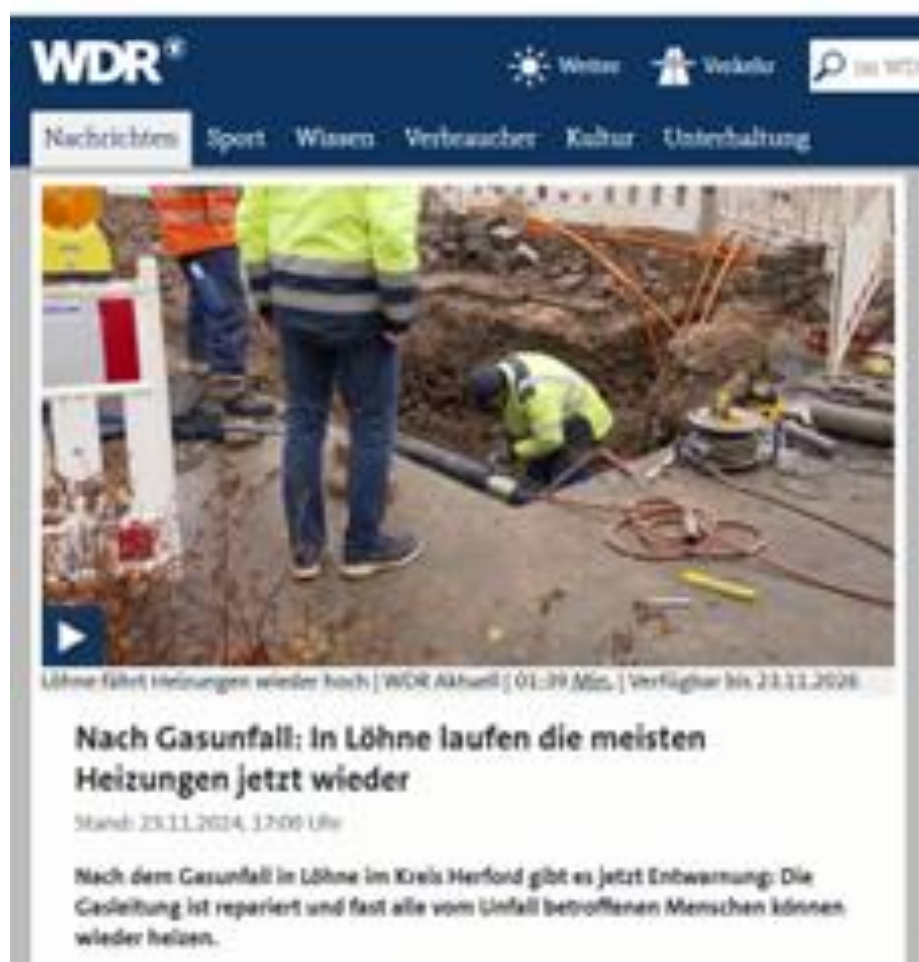 WDR
Wetter Verkehr im WDR
Nachrichten Sport Wissen Verbraucher Kultur Unterhaltung
Löhne fährt Heizungen wieder hoch | WDR Aktuell | 01:39 Min. | Verfügbar bis 23.11.2026
Nach Gasunfall: In Löhne laufen die meisten
Heizungen jetzt wieder
Stand: 23.11.2024, 17:00 Uhr
Nach dem Gasunfall in Löhne im Kreis Herford gibt es jetzt Entwarnung: Die
Gasleitung ist repariert und fast alle vom Unfall betroffenen Menschen können
wieder heizen.